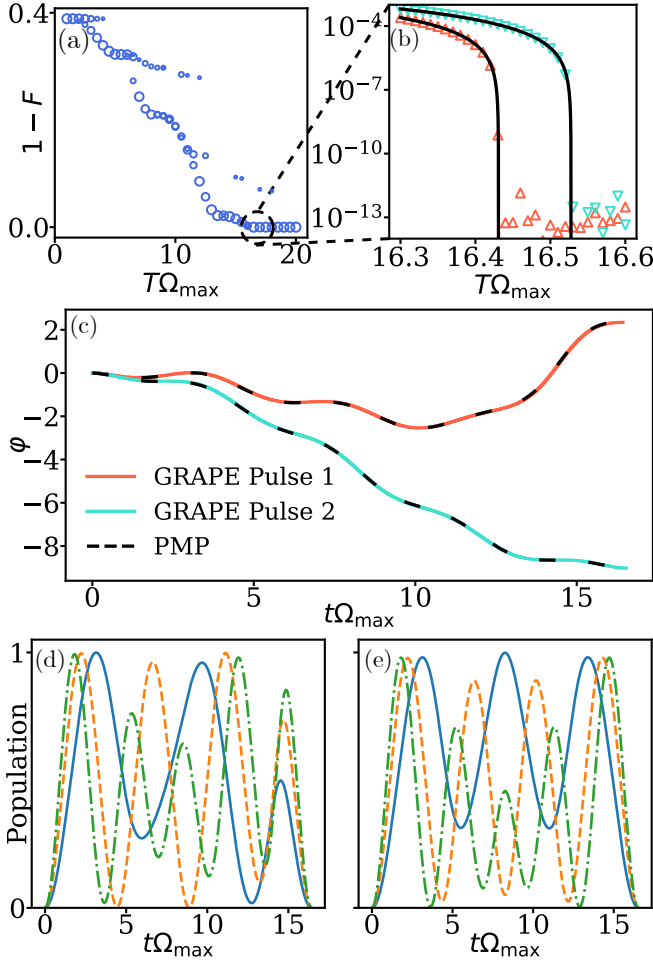 (a)
0.4
0.0
1 − F
0
10
20
TΩmax
(b)
10−4
10−7
10−10
10−13
16.3
16.4
16.5
16.6
TΩmax
(c)
2
0
−2
−4
−6
−8
φ
GRAPE Pulse 1
GRAPE Pulse 2
PMP
0
5
10
15
tΩmax
(d)
1
0
Population
0
5
10
15
tΩmax
(e)
0
5
10
15
tΩmax